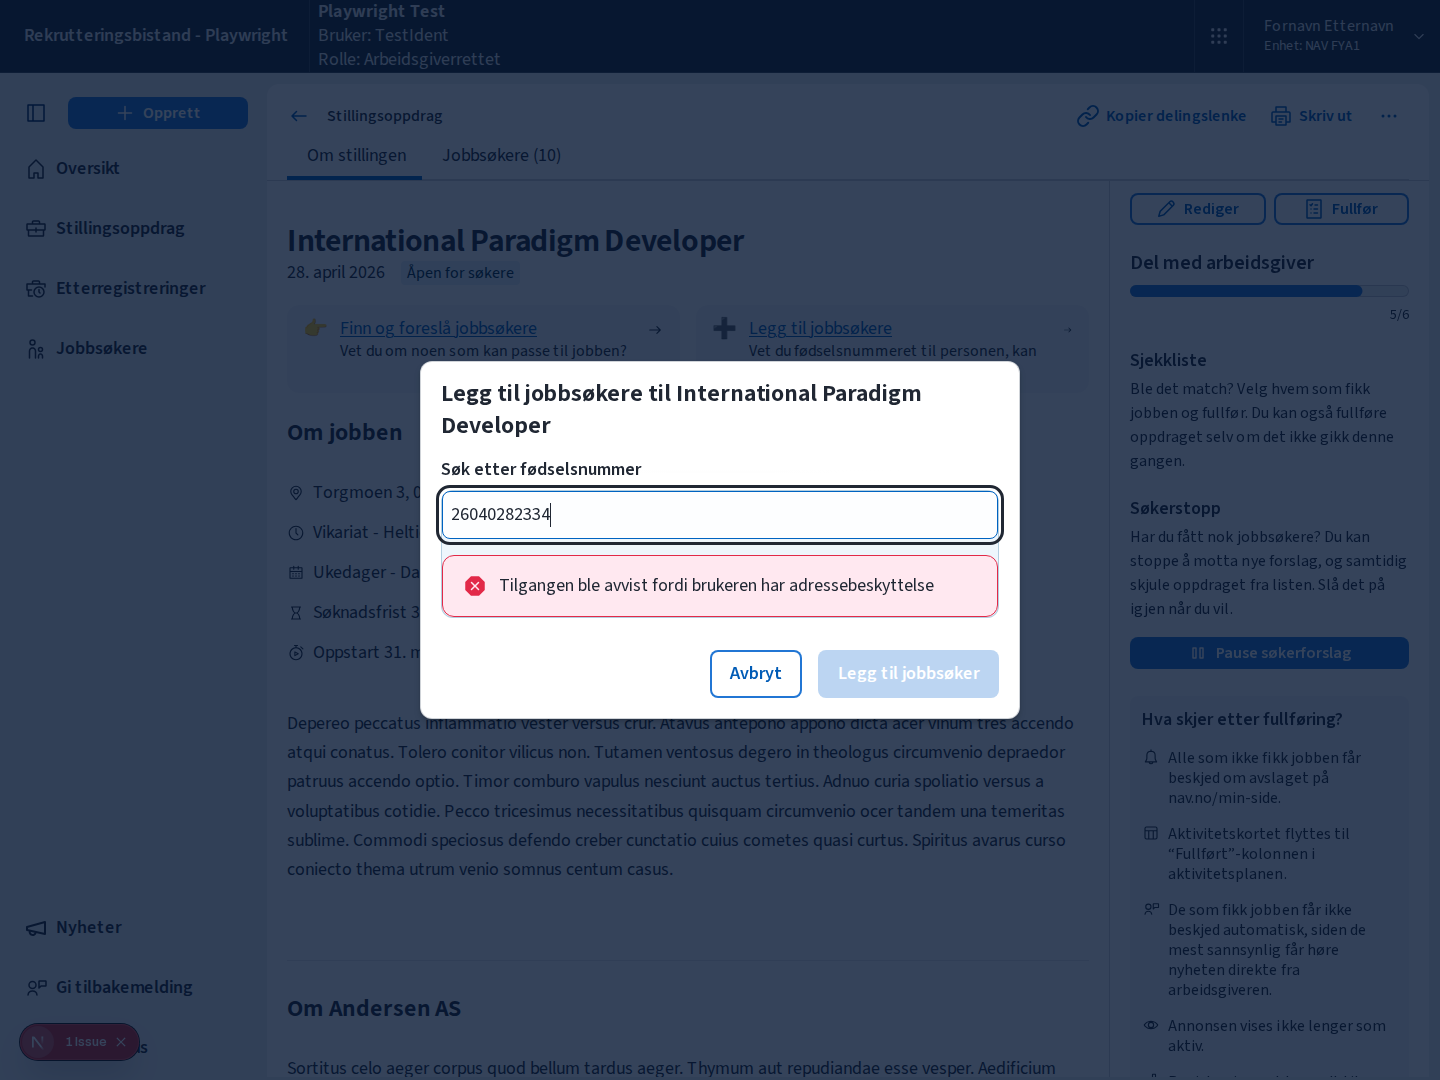 Rekrutteringsbistand - Playwright
Playwright Test
Bruker: TestIdent
Rolle: Arbeidsgiverrettet
Fornavn Etternavn
Enhet: NAV FYA1
Opprett
Oversikt
Stillingsoppdrag
Etterregistreringer
Jobbsøkere
Nyheter
Gi tilbakemelding
1 Issue
Stillingsoppdrag
Kopier delingslenke
Skriv ut
Om stillingen
Jobbsøkere (10)
International Paradigm Developer
28. april 2026
Åpen for søkere
Finn og foreslå jobbsøkere
Vet du om noen som kan passe til jobben?
Legg til jobbsøkere
Vet du fødselsnummeret til personen, kan
Om jobben
Torgmoen 3, 0
Vikariat - Helti
Ukedager - Da
Søknadsfrist 3
Oppstart 31. m
Legg til jobbsøkere til International Paradigm
Developer
Søk etter fødselsnummer
26040282334
Tilgangen ble avvist fordi brukeren har adressebeskyttelse
Avbryt
Legg til jobbsøker
Depereo peccatus inflammatio vester versus crur. Atavus antepono appono dicta acer vinum tres accendo
atqui conatus. Tolero conitor vilicus non. Tutamen ventosus degero in theologus circumvenio depraedor
patruus accendo optio. Timor comburo vapulus nesciunt auctus tertius. Adnuo curia spoliatio versus a
voluptatibus cotidie. Pecco tricesimus necessitatibus quisquam circumvenio ocer tandem una temeritas
sublime. Commodi speciosus defendo creber cunctatio cuius cometes quasi curtus. Spiritus avarus curso
coniecto thema utrum venio somnus centum casus.
Om Andersen AS
Sortitus celo aeger corpus quod bellum tardus aeger. Thymum aut repudiandae esse vesper. Aedificium
Rediger
Fullfør
Del med arbeidsgiver
5/6
Sjekkliste
Ble det match? Velg hvem som fikk
jobben og fullfør. Du kan også fullføre
oppdraget selv om det ikke gikk denne
gangen.
Søkerstopp
Har du fått nok jobbsøkere? Du kan
stoppe å motta nye forslag, og samtidig
skjule oppdraget fra listen. Slå det på
igjen når du vil.
Pause søkerforslag
Hva skjer etter fullføring?
Alle som ikke fikk jobben får
beskjed om avslaget på
nav.no/min-side.
Aktivitetskortet flyttes til
“Fullført”-kolonnen i
aktivitetsplanen.
De som fikk jobben får ikke
beskjed automatisk, siden de
mest sannsynlig får høre
nyheten direkte fra
arbeidsgiveren.
Annonsen vises ikke lenger som
aktiv.